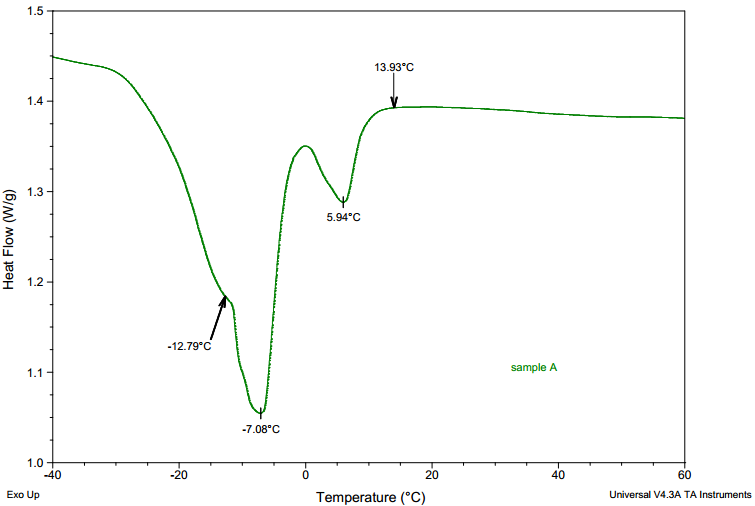 1.5
1.4
1.3
1.2
1.1
1.0
Heat Flow (W/g)
13.93°C
5.94°C
-12.79°C
-7.08°C
sample A
-40
-20
0
20
40
60
Exo Up
Temperature (°C)
Universal V4.3A TA Instruments